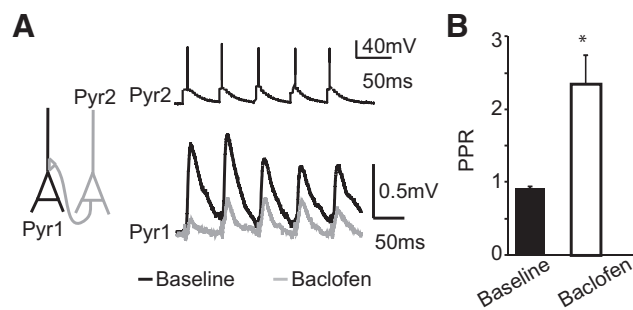 A
Pyr2
Pyr1
Pyr2
40mV
50ms
Pyr1
0.5mV
50ms
Baseline
Baclofen
B
PPR
3
2
1
0
*
Baseline
Baclofen